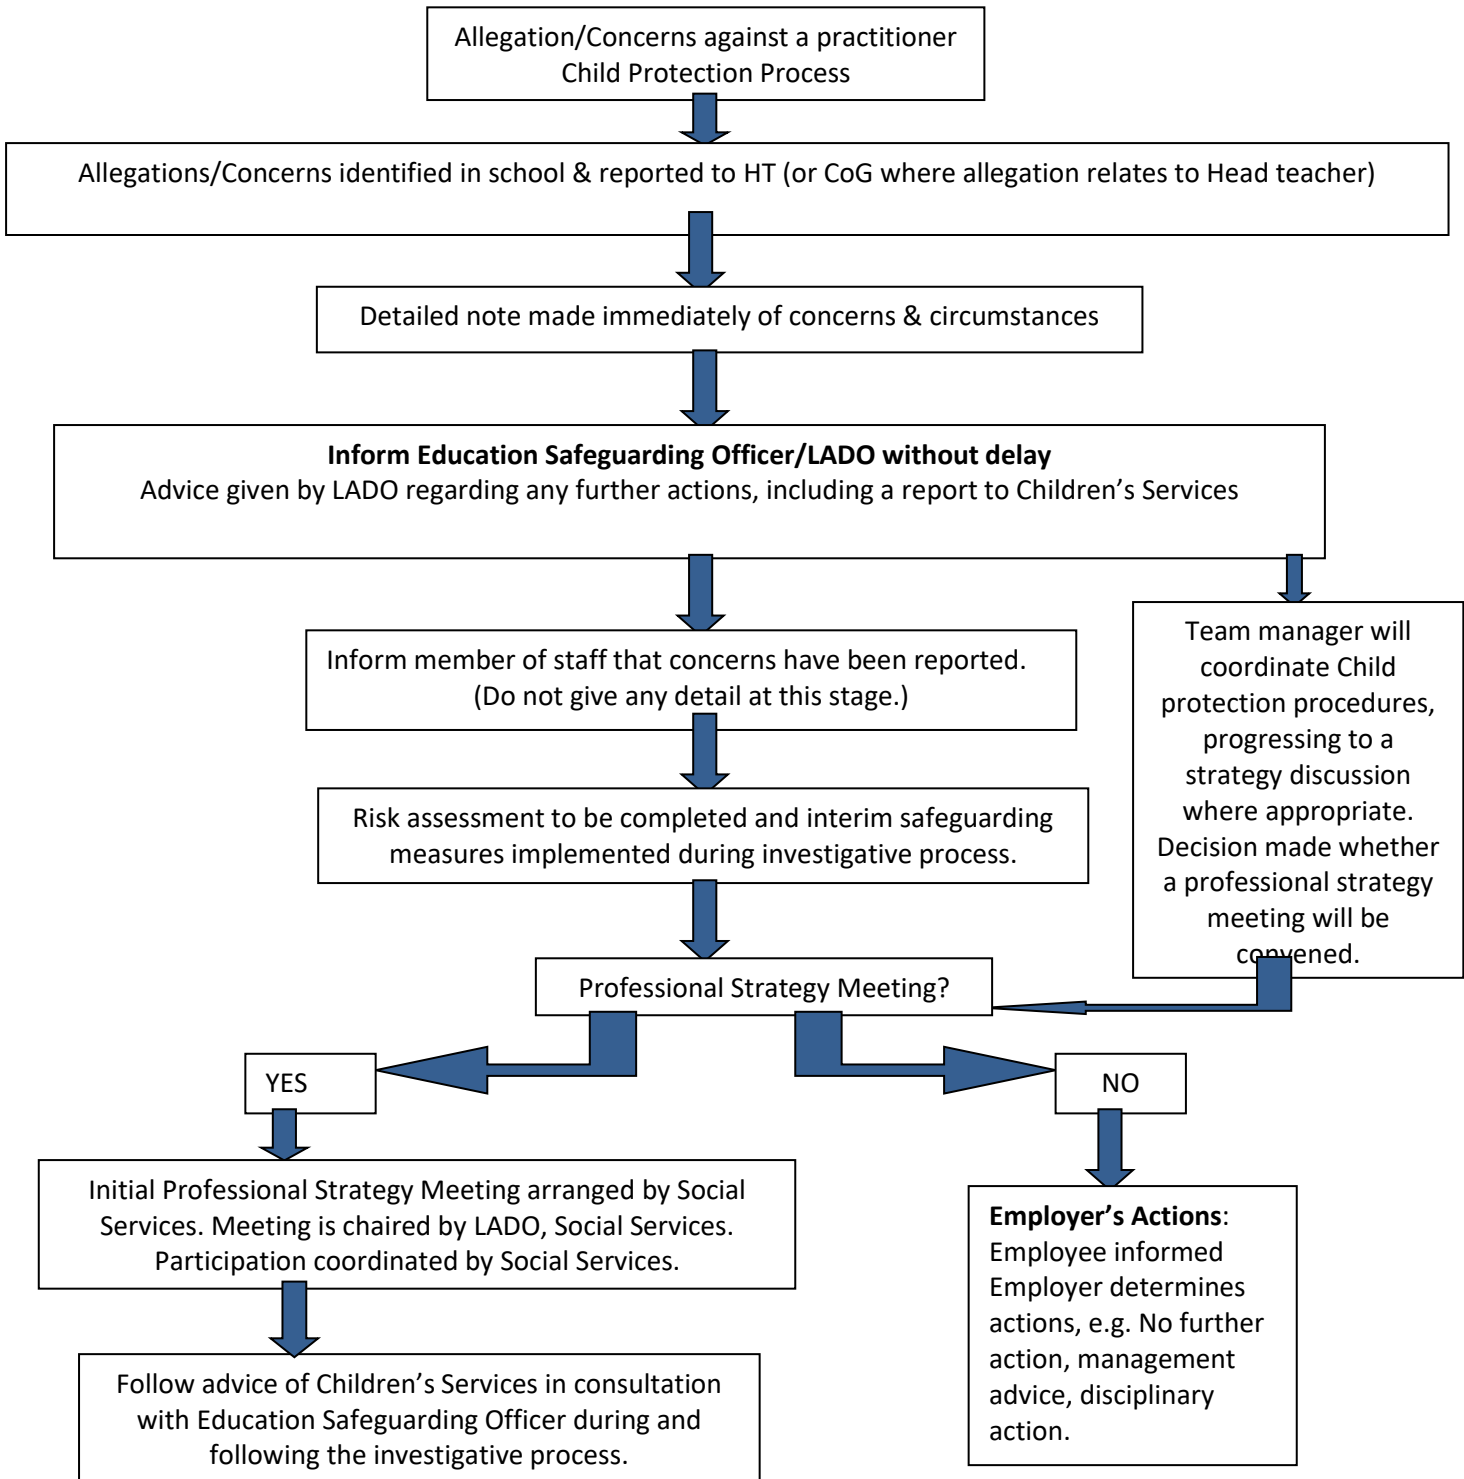 Allegation/Concerns against a practitioner
Child Protection Process
Allegations/Concerns identified in school & reported to HT (or CoG where allegation relates to Head teacher)
Detailed note made immediately of concerns & circumstances
Inform Education Safeguarding Officer/LADO without delay
Advice given by LADO regarding any further actions, including a report to Children’s Services
Inform member of staff that concerns have been reported.
(Do not give any detail at this stage.)
Risk assessment to be completed and interim safeguarding
measures implemented during investigative process.
Team manager will
coordinate Child
protection procedures,
progressing to a
strategy discussion
where appropriate.
Decision made whether
a professional strategy
meeting will be
convened.
Professional Strategy Meeting?
YES
NO
Initial Professional Strategy Meeting arranged by Social
Services. Meeting is chaired by LADO, Social Services.
Participation coordinated by Social Services.
Follow advice of Children’s Services in consultation
with Education Safeguarding Officer during and
following the investigative process.
Employer’s Actions:
Employee informed
Employer determines
actions, e.g. No further
action, management
advice, disciplinary
action.